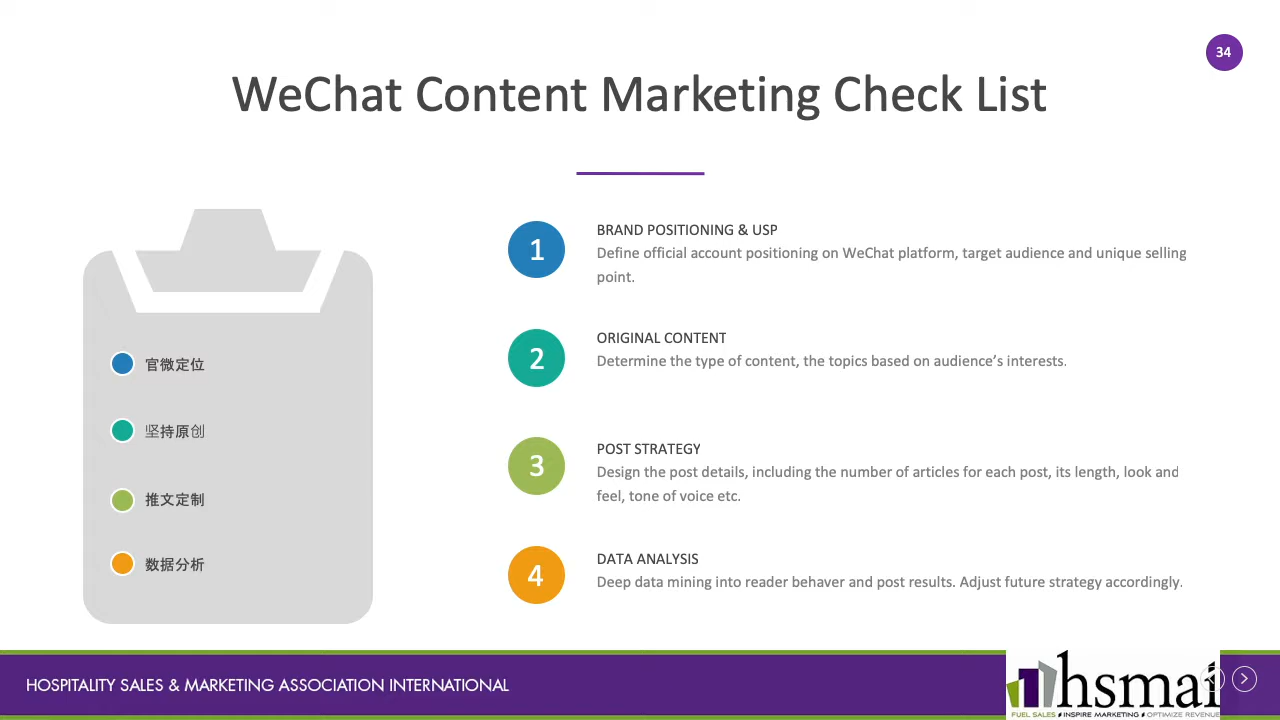 34
WeChat Content Marketing Check List
官微定位
坚持原创
推文定制
数据分析
1
BRAND POSITIONING & USP
Define official account positioning on WeChat platform, target audience and unique selling
point.
2
ORIGINAL CONTENT
Determine the type of content, the topics based on audience’s interests.
3
POST STRATEGY
Design the post details, including the number of articles for each post, its length, look and
feel, tone of voice etc.
4
DATA ANALYSIS
Deep data mining into reader behaver and post results. Adjust future strategy accordingly.
HOSPITALITY SALES & MARKETING ASSOCIATION INTERNATIONAL
hsmai
FUEL SALES INSPIRE MARKETING OPTIMIZE REVENUE